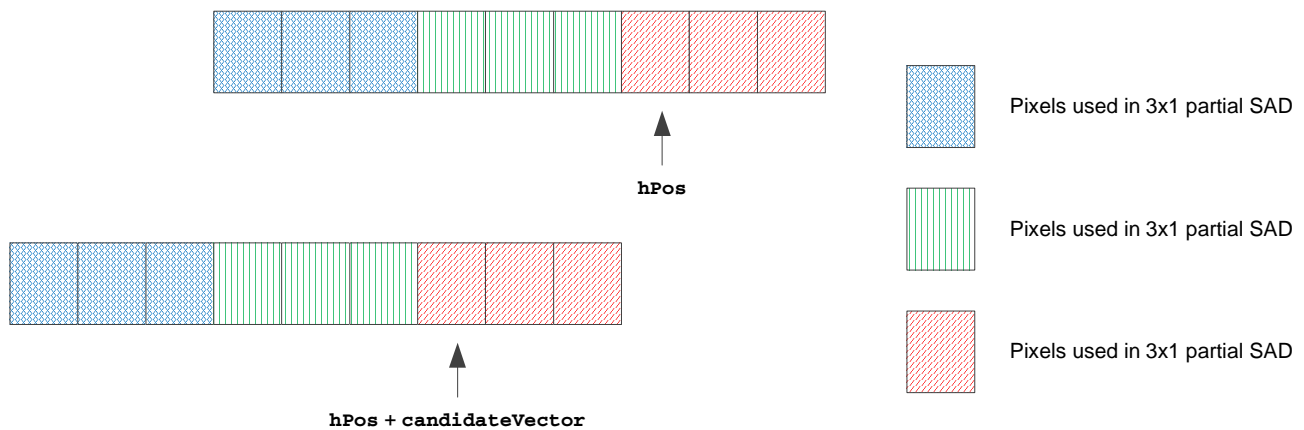 Pixels used in 3x1 partial SAD
hPos
Pixels used in 3x1 partial SAD
Pixels used in 3x1 partial SAD
hPos + candidateVector